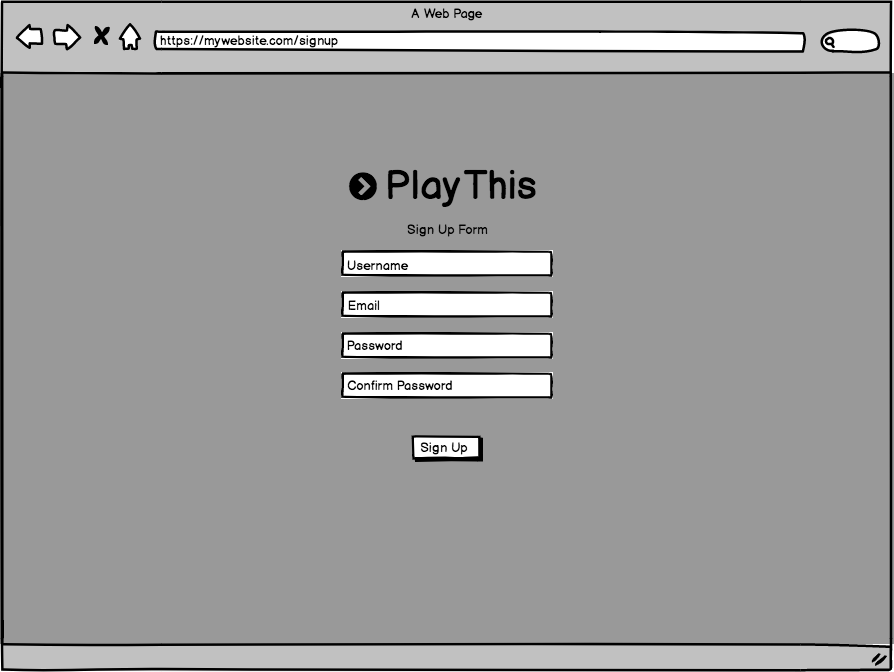 A Web Page
https://mywebsite.com/signup
PlayThis
Sign Up Form
Username
Email
Password
Confirm Password
Sign Up